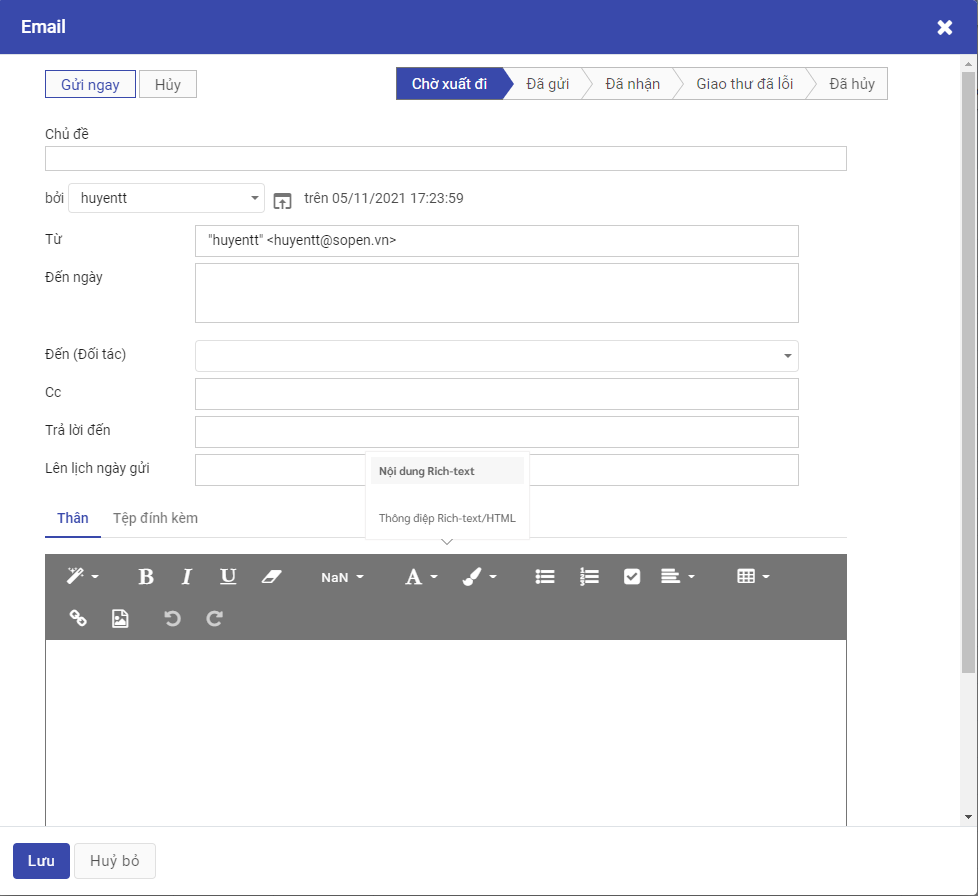 Email
Gửi ngay Hủy Chờ xuất đi Đã gửi Đã nhận Giao thư đã lỗi Đã hủy
Chủ đề
bởi huyentt trên 05/11/2021 17:23:59
Từ "huyentt" <huyentt@sopen.vn>
Đến ngày
Đến (Đối tác)
Cc
Trả lời đến
Lên lịch ngày gửi
Nội dung Rich-text
Thông điệp Rich-text/HTML
Thân Tệp đính kèm
B I U NaN A
Lưu Huỷ bỏ